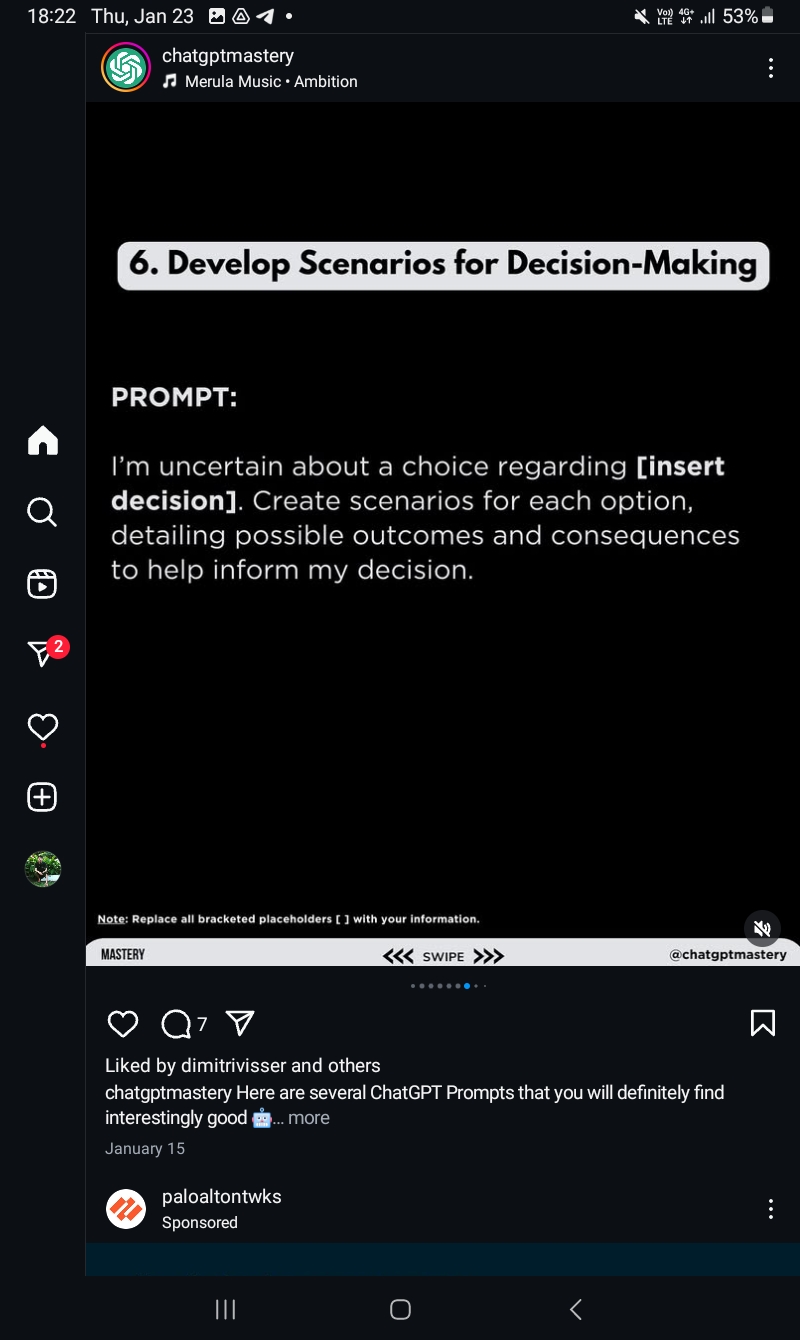 18:22 Thu, Jan 23
Vo)) LTE 4G+ 53%
chatgptmastery
Merula Music • Ambition
6. Develop Scenarios for Decision-Making
PROMPT:
I'm uncertain about a choice regarding [insert
decision]. Create scenarios for each option,
detailing possible outcomes and consequences
to help inform my decision.
2
Note: Replace all bracketed placeholders [ ] with your information.
MASTERY
<<< SWIPE >>>
@chatgptmastery
7
Liked by dimitrivisser and others
chatgptmastery Here are several ChatGPT Prompts that you will definitely find
interestingly good 🤖... more
January 15
paloaltontwks
Sponsored